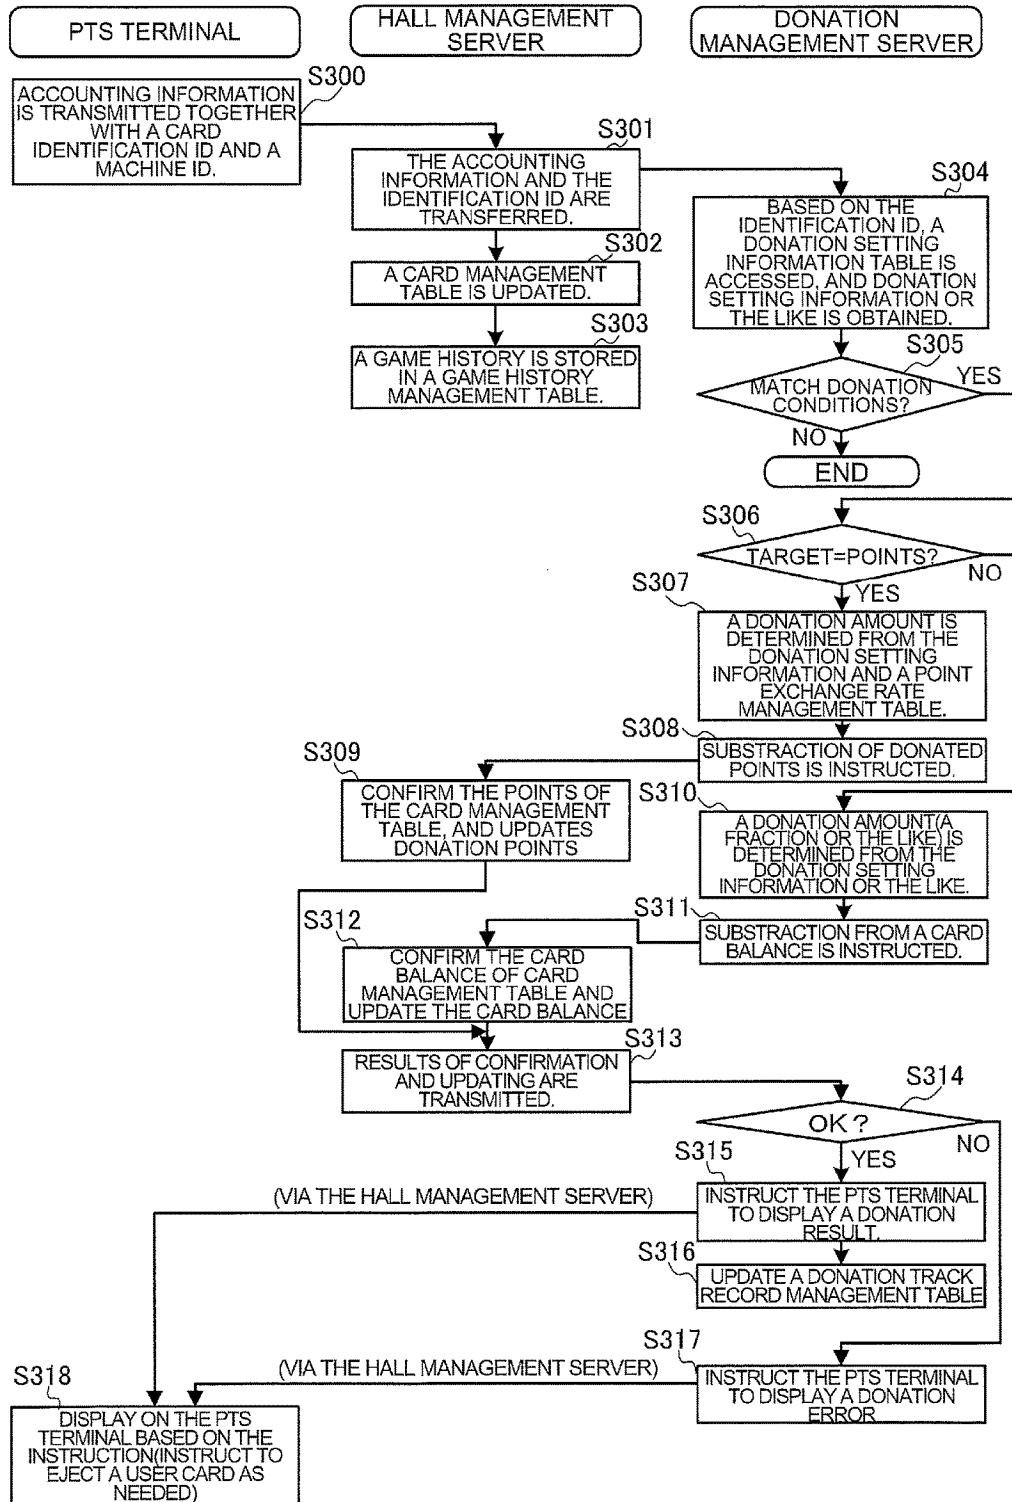 PTS TERMINAL
HALL MANAGEMENT
SERVER
DONATION
MANAGEMENT SERVER
S300
ACCOUNTING INFORMATION
IS TRANSMITTED TOGETHER
WITH A CARD
IDENTIFICATION ID AND A
MACHINE ID.
S301
THE ACCOUNTING
INFORMATION AND THE
IDENTIFICATION ID ARE
TRANSFERRED.
S304
BASED ON THE
IDENTIFICATION ID, A
DONATION SETTING
INFORMATION TABLE IS
ACCESSED, AND DONATION
SETTING INFORMATION OR
THE LIKE IS OBTAINED.
S302
A CARD MANAGEMENT
TABLE IS UPDATED.
S303
A GAME HISTORY IS STORED
IN A GAME HISTORY
MANAGEMENT TABLE.
S305
YES
MATCH DONATION
CONDITIONS?
NO
END
S306
TARGET=POINTS?
NO
YES
S307
A DONATION AMOUNT IS
DETERMINED FROM THE
DONATION SETTING
INFORMATION AND A POINT
EXCHANGE RATE
MANAGEMENT TABLE.
S308
SUBSTRACTION OF DONATED
POINTS IS INSTRUCTED.
S309
CONFIRM THE POINTS OF
THE CARD MANAGEMENT
TABLE, AND UPDATES
DONATION POINTS
S310
A DONATION AMOUNT(A
FRACTION OR THE LIKE) IS
DETERMINED FROM THE
DONATION SETTING
INFORMATION OR THE LIKE.
S311
SUBSTRACTION FROM A CARD
BALANCE IS INSTRUCTED.
S312
CONFIRM THE CARD
BALANCE OF CARD
MANAGEMENT TABLE AND
UPDATE THE CARD BALANCE
S313
RESULTS OF CONFIRMATION
AND UPDATING ARE
TRANSMITTED.
S314
OK?
NO
YES
S315
(VIA THE HALL MANAGEMENT SERVER)
INSTRUCT THE PTS TERMINAL
TO DISPLAY A DONATION
RESULT.
S316
UPDATE A DONATION TRACK
RECORD MANAGEMENT TABLE
S317
(VIA THE HALL MANAGEMENT SERVER)
INSTRUCT THE PTS TERMINAL
TO DISPLAY A DONATION
ERROR
S318
DISPLAY ON THE PTS
TERMINAL BASED ON THE
INSTRUCTION(INSTRUCT TO
EJECT A USER CARD AS
NEEDED)